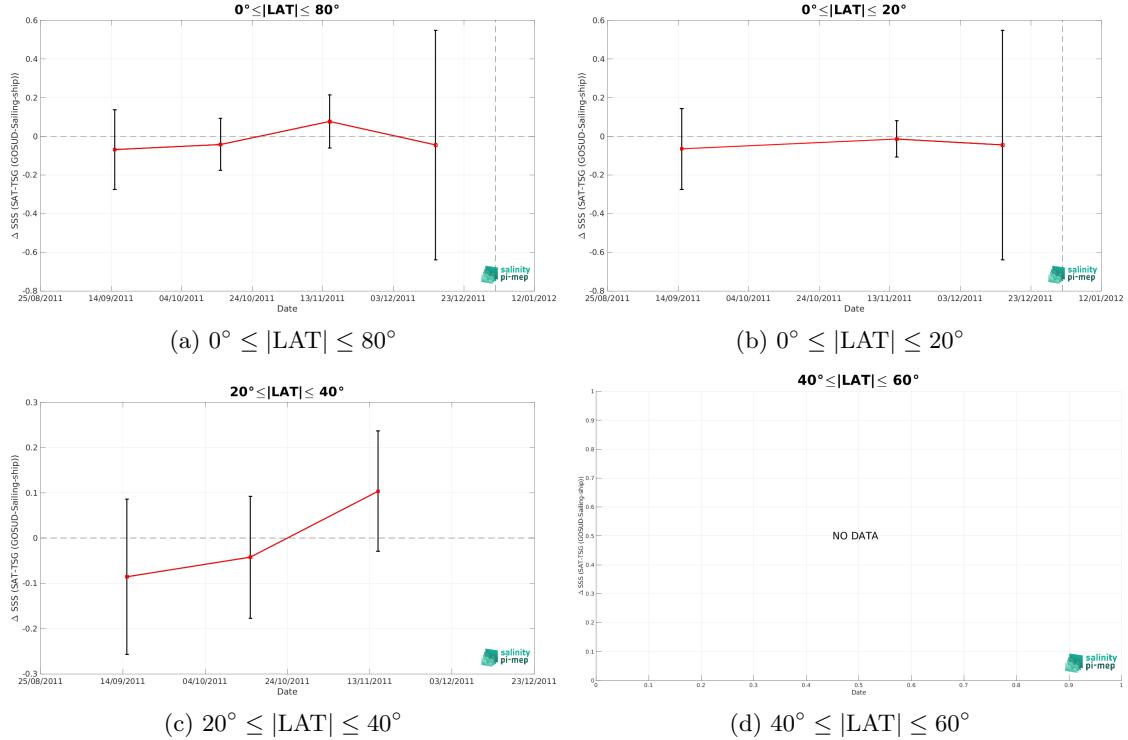 0°≤|LAT|≤ 80°
Δ SSS (SAT-TSG (GOSUD-Sailing-ship))
0.6
0.4
0.2
0
-0.2
-0.4
-0.6
-0.8
25/08/2011 14/09/2011 04/10/2011 24/10/2011 13/11/2011 03/12/2011 23/12/2011 12/01/2012
Date
salinity
pi-mep
(a) 0° ≤ |LAT| ≤ 80°
0°≤|LAT|≤ 20°
Δ SSS (SAT-TSG (GOSUD-Sailing-ship))
0.6
0.4
0.2
0
-0.2
-0.4
-0.6
-0.8
25/08/2011 14/09/2011 04/10/2011 24/10/2011 13/11/2011 03/12/2011 23/12/2011 12/01/2012
Date
salinity
pi-mep
(b) 0° ≤ |LAT| ≤ 20°
20°≤|LAT|≤ 40°
Δ SSS (SAT-TSG (GOSUD-Sailing-ship))
0.3
0.2
0.1
0
-0.1
-0.2
-0.3
25/08/2011 14/09/2011 04/10/2011 24/10/2011 13/11/2011 03/12/2011 23/12/2011
Date
salinity
pi-mep
(c) 20° ≤ |LAT| ≤ 40°
40°≤|LAT|≤ 60°
Δ SSS (SAT-TSG (GOSUD-Sailing-ship))
1
0.9
0.8
0.7
0.6
0.5
0.4
0.3
0.2
0.1
0
NO DATA
0 0.1 0.2 0.3 0.4 0.5 0.6 0.7 0.8 0.9 1
Date
salinity
pi-mep
(d) 40° ≤ |LAT| ≤ 60°